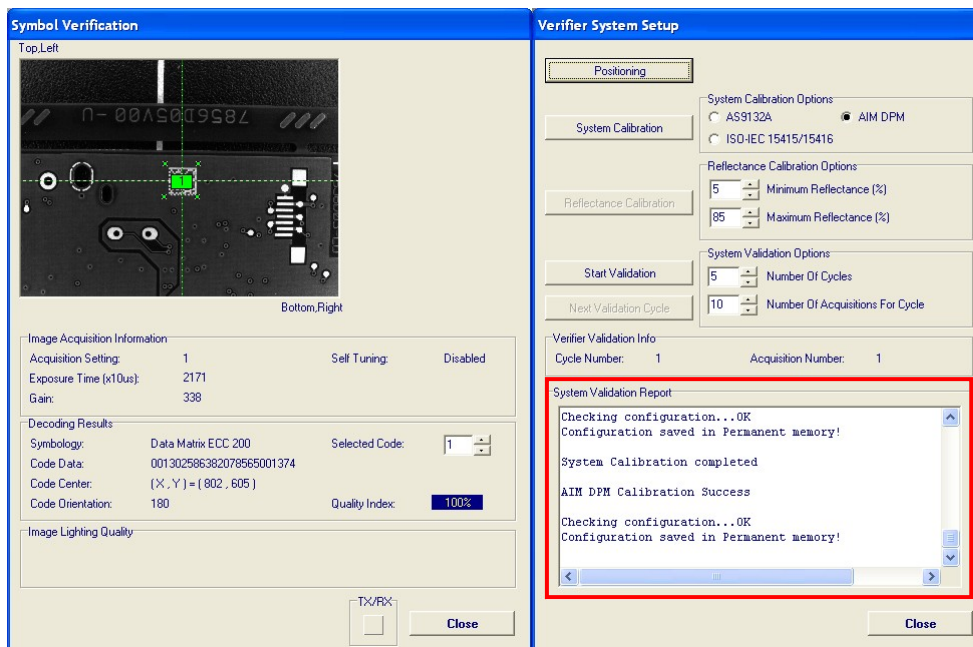 Symbol Verification
Top,Left
7856D05V00 -U
1
Bottom,Right
Image Acquisition Information
Acquisition Setting: 1 Self Tuning: Disabled
Exposure Time (x10us): 2171
Gain: 338
Decoding Results
Symbology: Data Matrix ECC 200 Selected Code: 1
Code Data: 001302586382078565001374
Code Center: ( X , Y ) = ( 802 , 605 )
Code Orientation: 180 Quality Index: 100%
Image Lighting Quality
TX/RX
Close
Verifier System Setup
Positioning
System Calibration
System Calibration Options
AS9132A AIM DPM
ISO-IEC 15415/15416
Reflectance Calibration
Reflectance Calibration Options
5 Minimum Reflectance (%)
85 Maximum Reflectance (%)
Start Validation
Next Validation Cycle
System Validation Options
5 Number Of Cycles
10 Number Of Acquisitions For Cycle
Verifier Validation Info
Cycle Number: 1 Acquisition Number: 1
System Validation Report
Checking configuration...OK
Configuration saved in Permanent memory!
System Calibration completed
AIM DPM Calibration Success
Checking configuration...OK
Configuration saved in Permanent memory!
Close